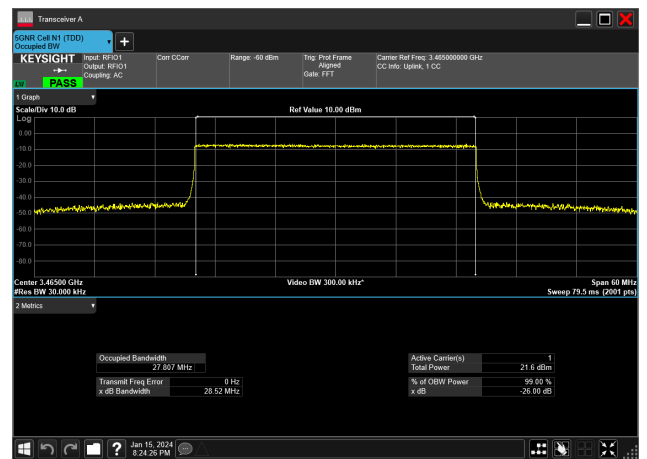 Transceiver A
5GNR Cell N1 (TDD)
Occupied BW
KEYSIGHT Input: RFIO1 Corr CCorr Range: -60 dBm Trig: Prot Frame Carrier Ref Freq: 3.465000000 GHz
Output: RFIO1 Aligned CC Info: Uplink, 1 CC
Coupling: AC Gate: FFT
PASS
1 Graph
Scale/Div 10.0 dB Ref Value 10.00 dBm
Log
0.00
-10.0
-20.0
-30.0
-40.0
-50.0
-60.0
-70.0
-80.0
Center 3.46500 GHz Video BW 300.00 kHz* Span 60 MHz
#Res BW 30.000 kHz Sweep 79.5 ms (2001 pts)
2 Metrics
Occupied Bandwidth Active Carrier(s) 1
27.807 MHz Total Power 21.6 dBm
Transmit Freq Error 0 Hz % of OBW Power 99.00 %
x dB Bandwidth 28.52 MHz x dB -26.00 dB
Jan 15, 2024
8:24:26 PM